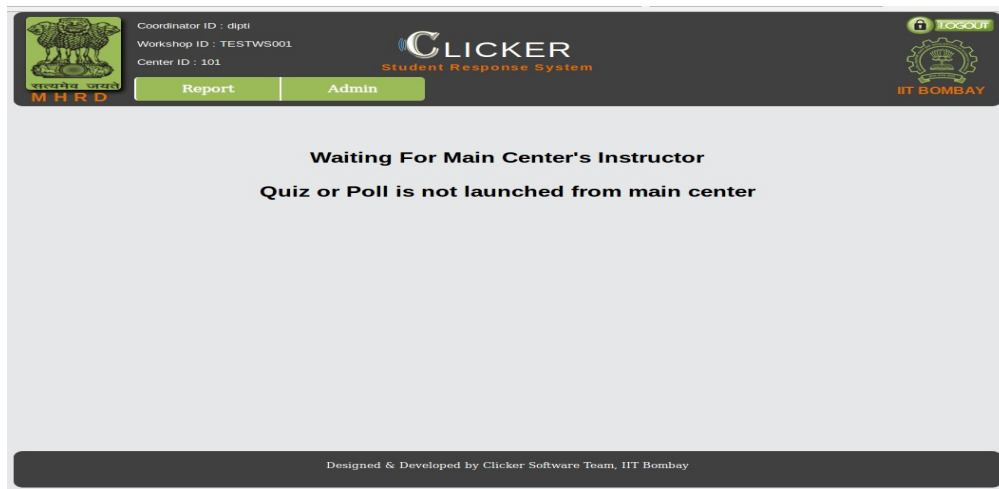 Coordinator ID : dipti
Workshop ID : TESTWS001
Center ID : 101
सत्यमेव जयते
MHRD
CLICKER
Student Response System
LOGOUT
IIT BOMBAY
Report Admin
Waiting For Main Center's Instructor
Quiz or Poll is not launched from main center
Designed & Developed by Clicker Software Team, IIT Bombay